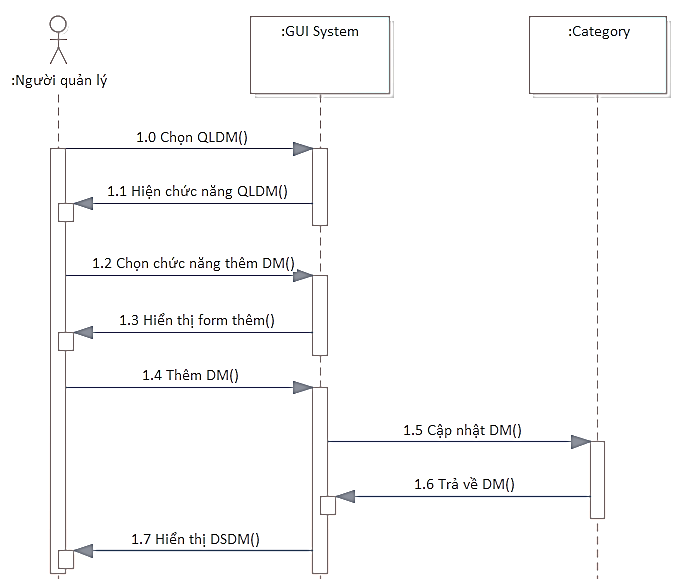 :GUI System
:Category
:Người quản lý
1.0 Chọn QLDM()
1.1 Hiện chức năng QLDM()
1.2 Chọn chức năng thêm DM()
1.3 Hiển thị form thêm()
1.4 Thêm DM()
1.5 Cập nhật DM()
1.6 Trả về DM()
1.7 Hiển thị DSDM()